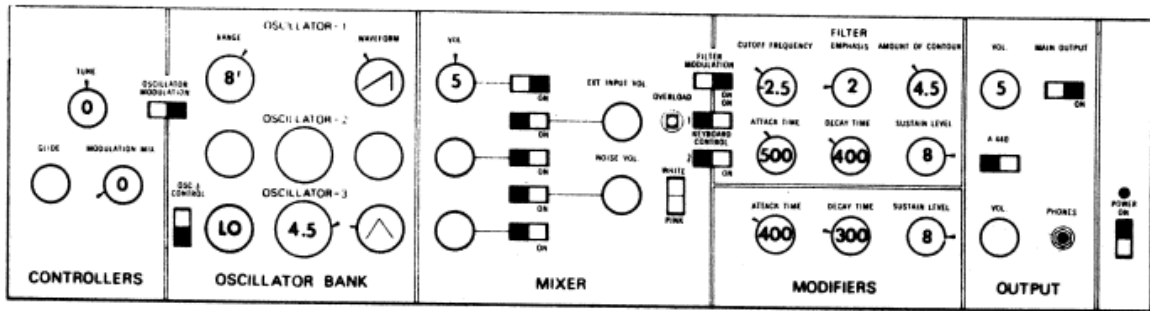 OSCILLATOR - 1
RANGE
WAVEFORM
8'
TUNE
0
OSCILLATOR
MODULATION
OSCILLATOR - 2
GLIDE
MODULATION MIX
0
OSC 3
CONTROL
OSCILLATOR - 3
LO
4.5
CONTROLLERS
OSCILLATOR BANK
VOL
5
ON
EXT INPUT VOL
OVERLOAD
ON
ON
NOISE VOL
WHITE
ON
PINK
ON
MIXER
FILTER
MODULATION
ON
ON
1
KEYBOARD
CONTROL
2
ON
FILTER
CUTOFF FREQUENCY
EMPHASIS
AMOUNT OF CONTOUR
-2.5
2
4.5
ATTACK TIME
DECAY TIME
SUSTAIN LEVEL
500
400
8
ATTACK TIME
DECAY TIME
SUSTAIN LEVEL
400
300
8
MODIFIERS
VOL
MAIN OUTPUT
5
ON
A 440
VOL
PHONES
OUTPUT
POWER
ON